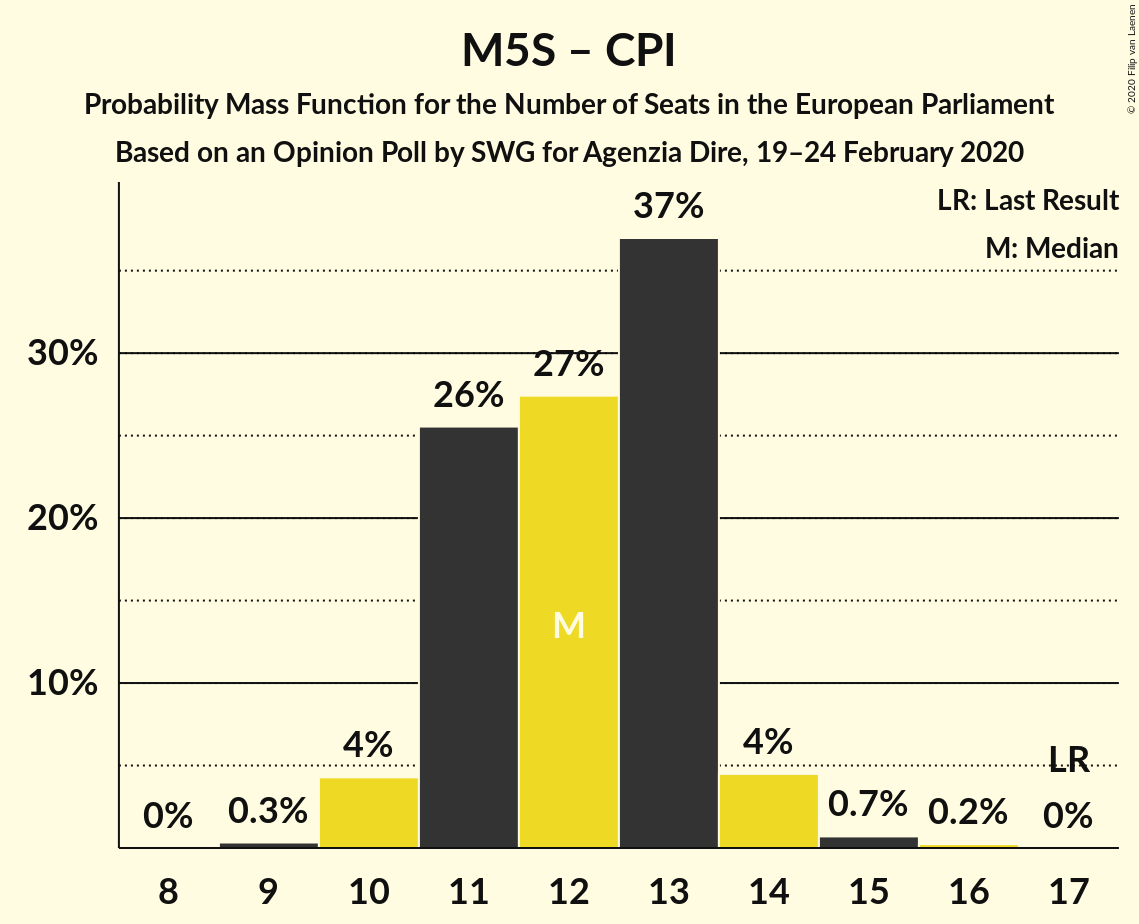 M5S – CPI
Probability Mass Function for the Number of Seats in the European Parliament
Based on an Opinion Poll by SWG for Agenzia Dire, 19–24 February 2020
© 2020 Filip van Laenen
LR: Last Result
M: Median
37%
30%
27%
26%
20%
M
10%
4%
4%
LR
0%
0.3%
0.7%
0.2%
0%
8 9 10 11 12 13 14 15 16 17